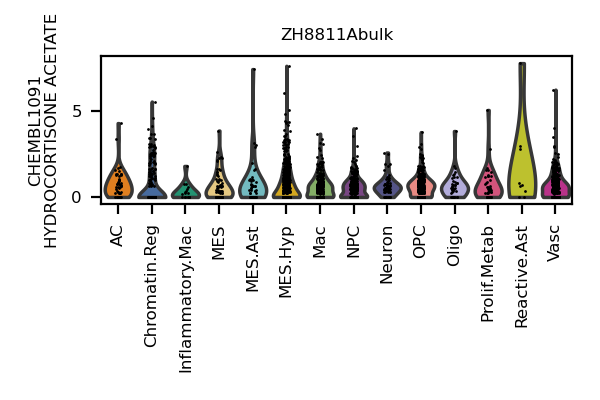 ZH8811Abulk
CHEMBL1091
HYDROCORTISONE ACETATE
5
0
AC
Chromatin.Reg
Inflammatory.Mac
MES
MES.Ast
MES.Hyp
Mac
NPC
Neuron
OPC
Oligo
Prolif.Metab
Reactive.Ast
Vasc